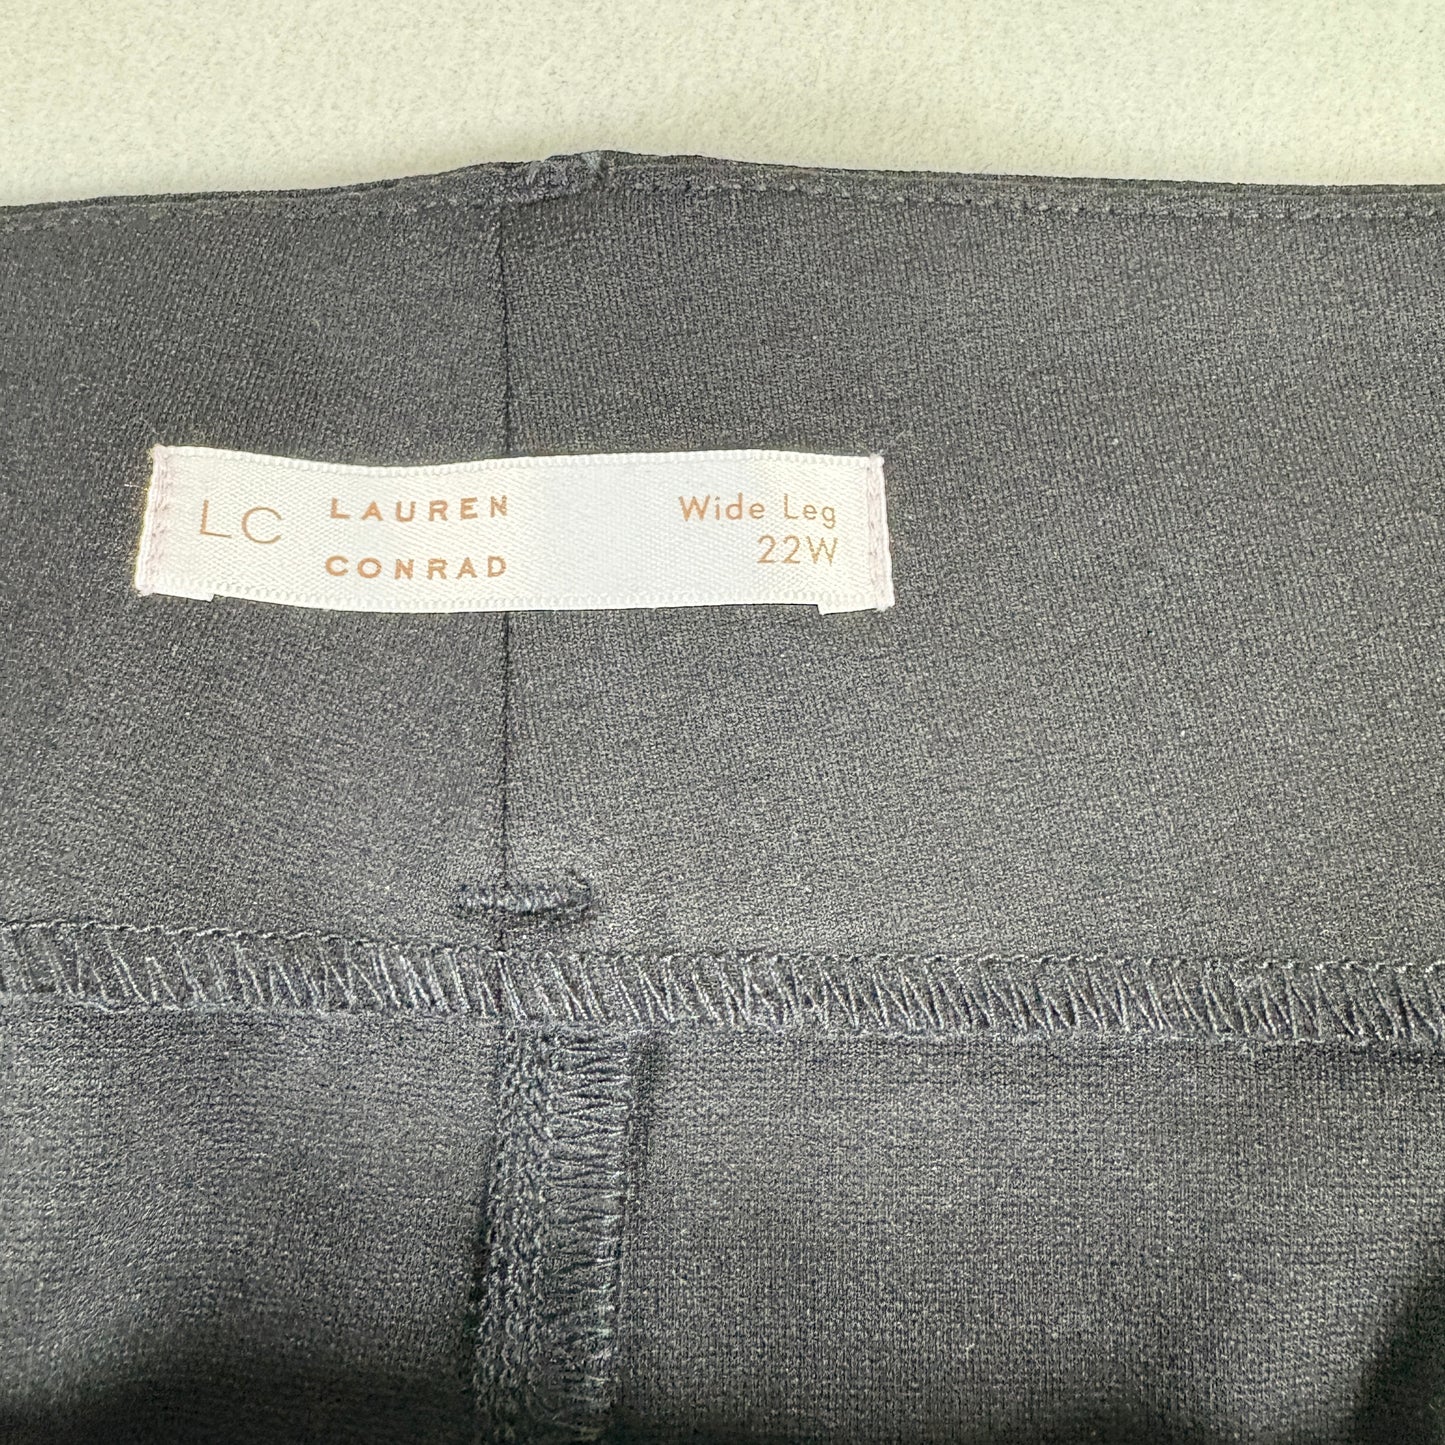 LC LAUREN CONRAD
Wide Leg
22W